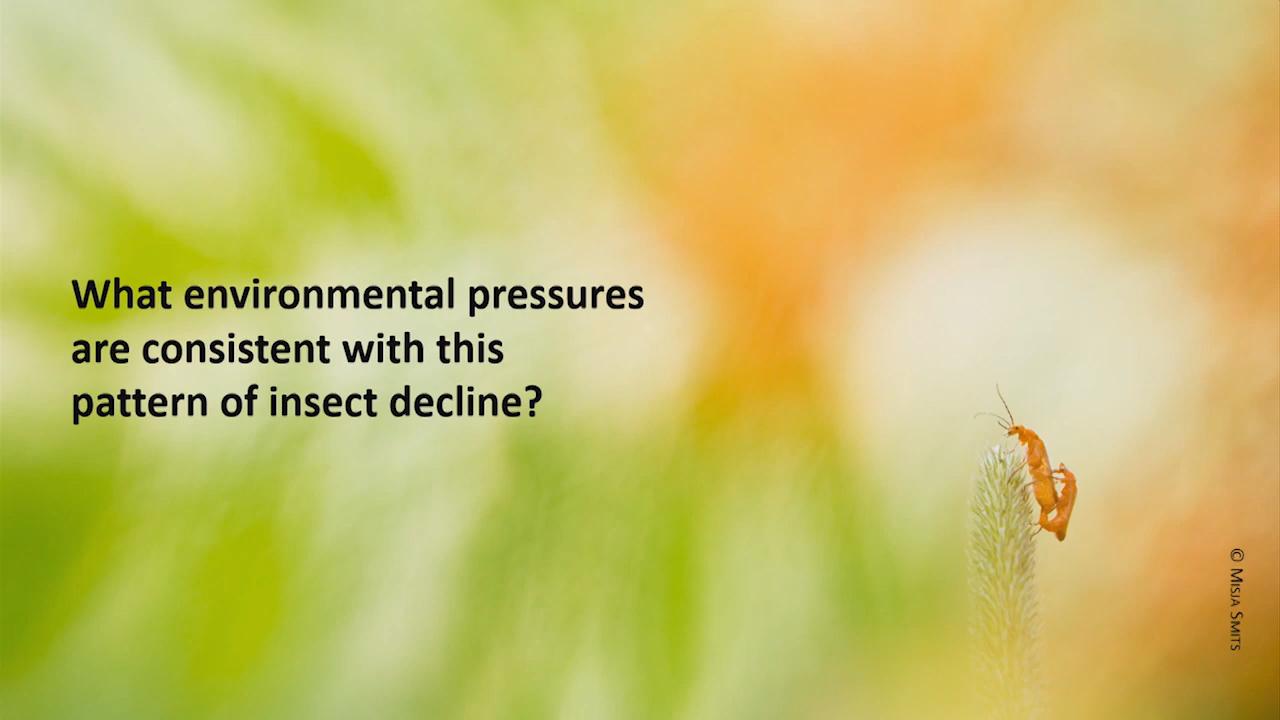 What environmental pressures
are consistent with this
pattern of insect decline?
© Misja Smits